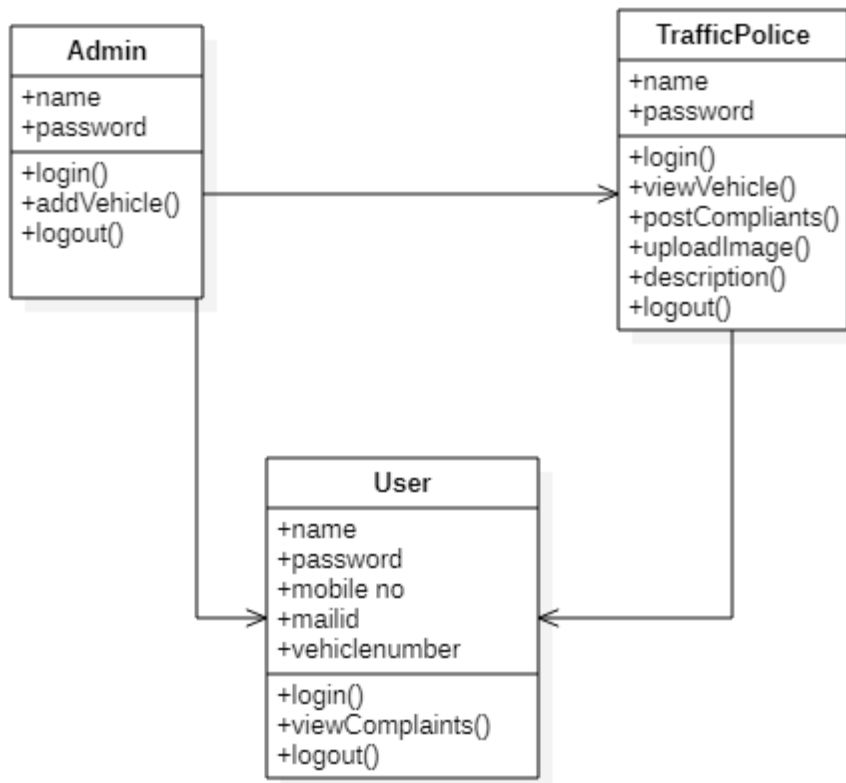 Admin
+name
+password
+login()
+addVehicle()
+logout()
TrafficPolice
+name
+password
+login()
+viewVehicle()
+postCompliants()
+uploadImage()
+description()
+logout()
User
+name
+password
+mobile no
+mailid
+vehiclenumber
+login()
+viewComplaints()
+logout()